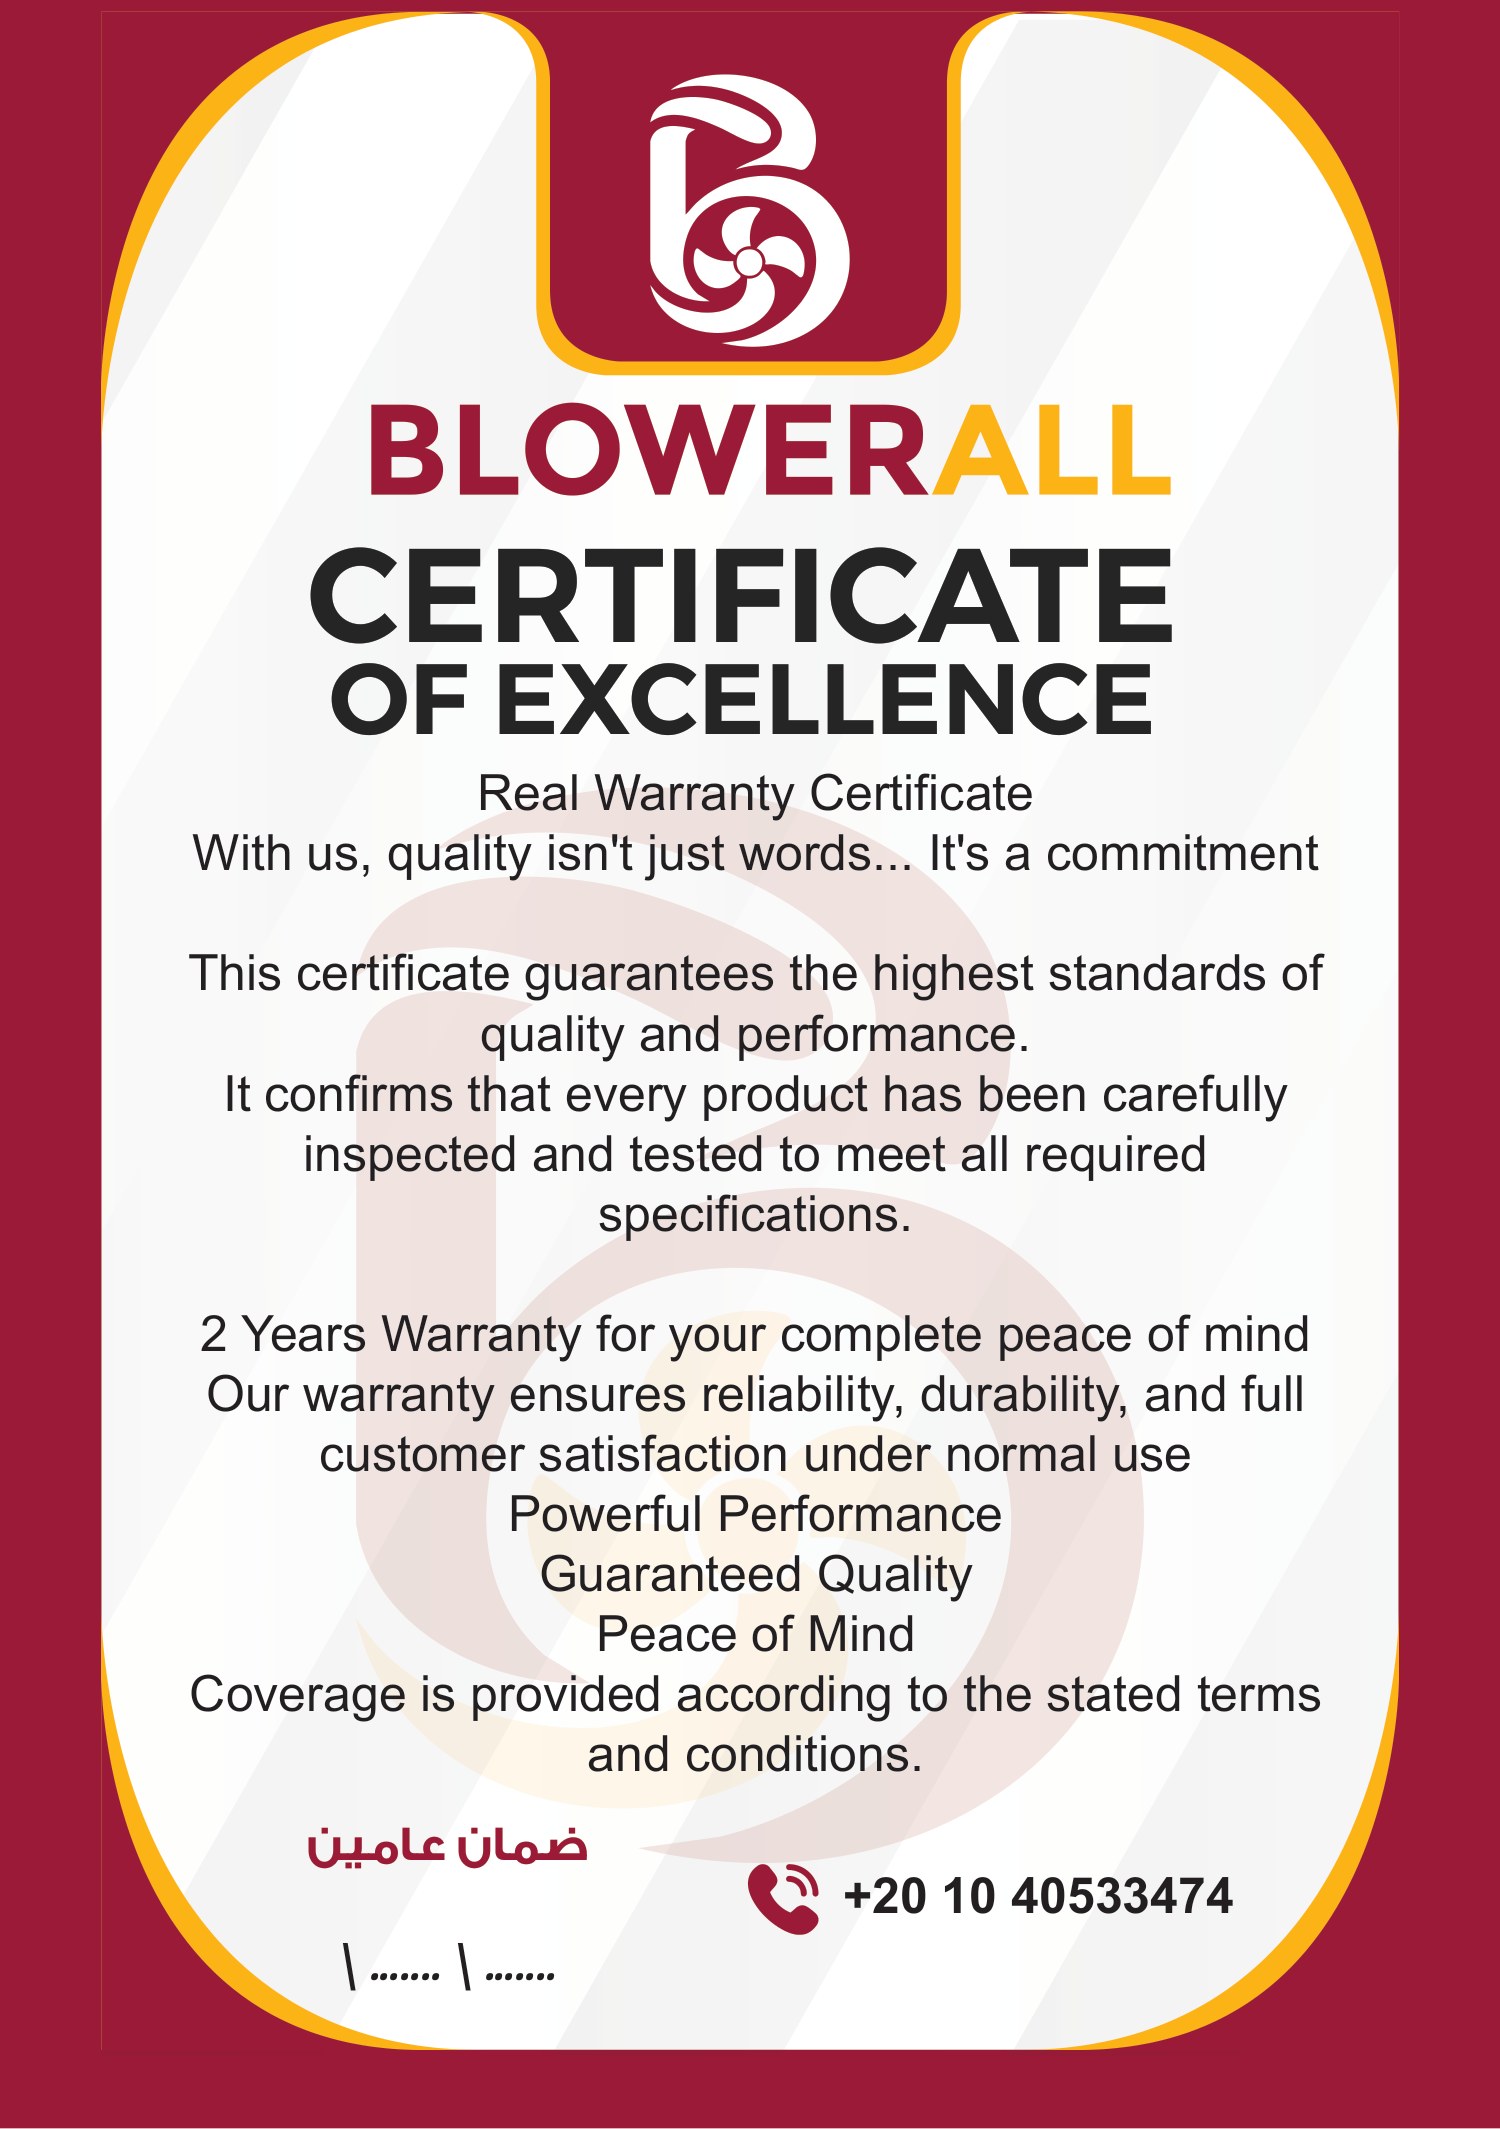 BLOWERALL
CERTIFICATE
OF EXCELLENCE
Real Warranty Certificate
With us, quality isn't just words... It's a commitment
This certificate guarantees the highest standards of
quality and performance.
It confirms that every product has been carefully
inspected and tested to meet all required
specifications.
2 Years Warranty for your complete peace of mind
Our warranty ensures reliability, durability, and full
customer satisfaction under normal use
Powerful Performance
Guaranteed Quality
Peace of Mind
Coverage is provided according to the stated terms
and conditions.
ضمان عامين
+20 10 40533474
\ ....... \ .......